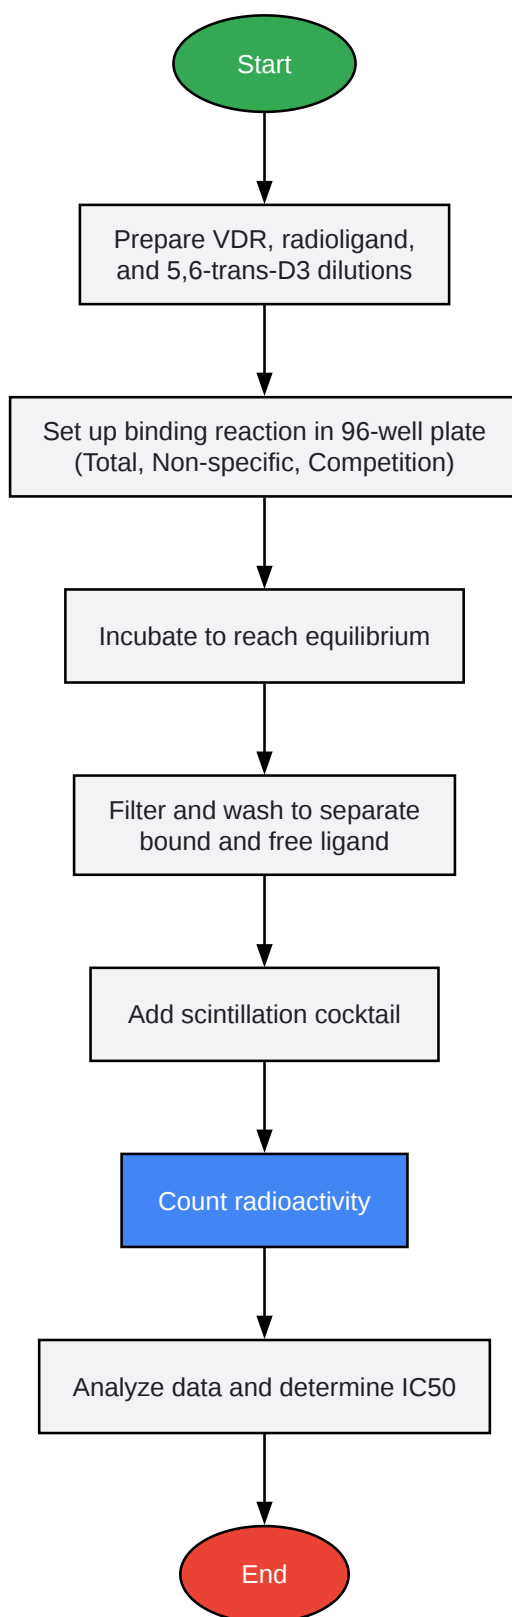 Start
Prepare VDR, radioligand,
and 5,6-trans-D3 dilutions
Set up binding reaction in 96-well plate
(Total, Non-specific, Competition)
Incubate to reach equilibrium
Filter and wash to separate
bound and free ligand
Add scintillation cocktail
Count radioactivity
Analyze data and determine IC50
End